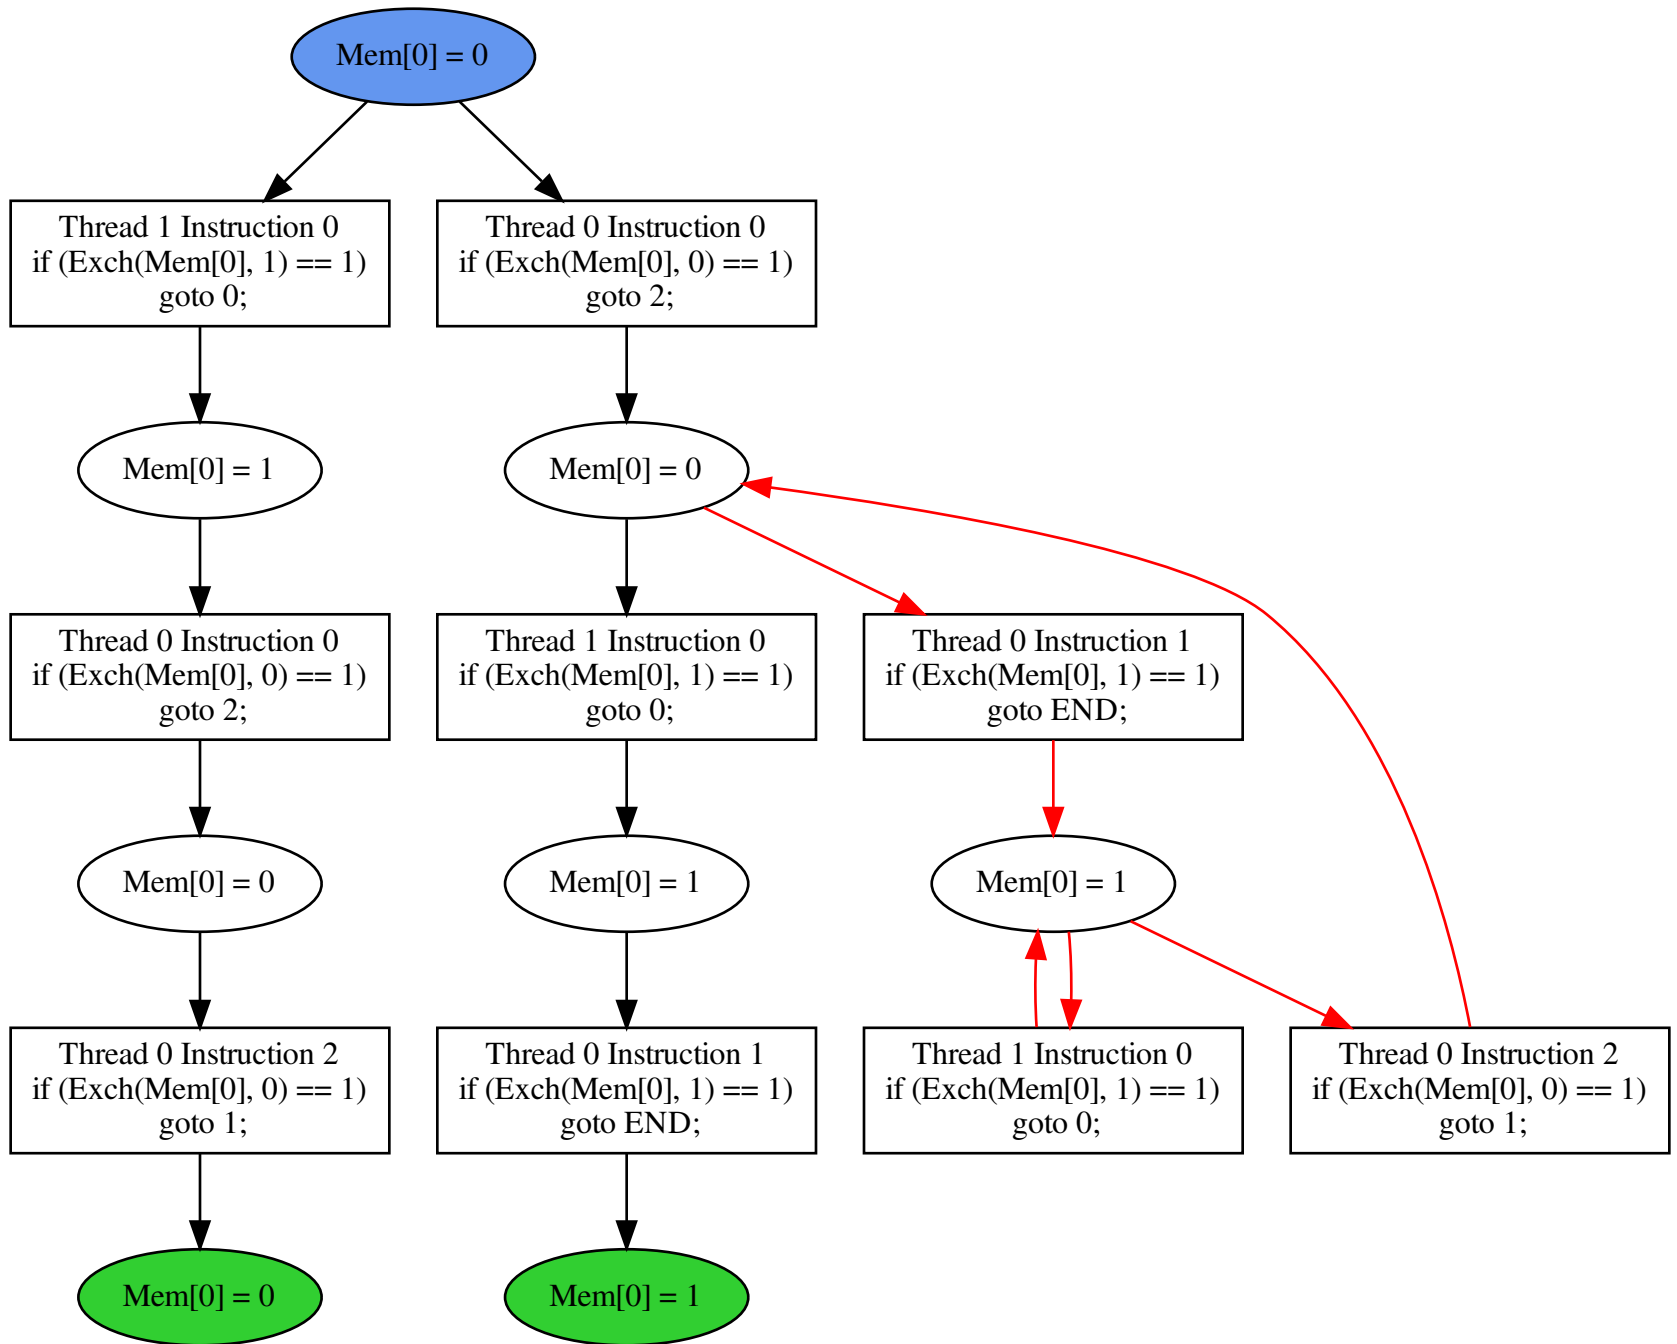 Mem[0] = 0
Thread 1 Instruction 0
if (Exch(Mem[0], 1) == 1)
goto 0;
Thread 0 Instruction 0
if (Exch(Mem[0], 0) == 1)
goto 2;
Mem[0] = 1
Mem[0] = 0
Thread 0 Instruction 0
if (Exch(Mem[0], 0) == 1)
goto 2;
Thread 1 Instruction 0
if (Exch(Mem[0], 1) == 1)
goto 0;
Thread 0 Instruction 1
if (Exch(Mem[0], 1) == 1)
goto END;
Mem[0] = 0
Mem[0] = 1
Mem[0] = 1
Thread 0 Instruction 2
if (Exch(Mem[0], 0) == 1)
goto 1;
Thread 0 Instruction 1
if (Exch(Mem[0], 1) == 1)
goto END;
Thread 1 Instruction 0
if (Exch(Mem[0], 1) == 1)
goto 0;
Thread 0 Instruction 2
if (Exch(Mem[0], 0) == 1)
goto 1;
Mem[0] = 0
Mem[0] = 1